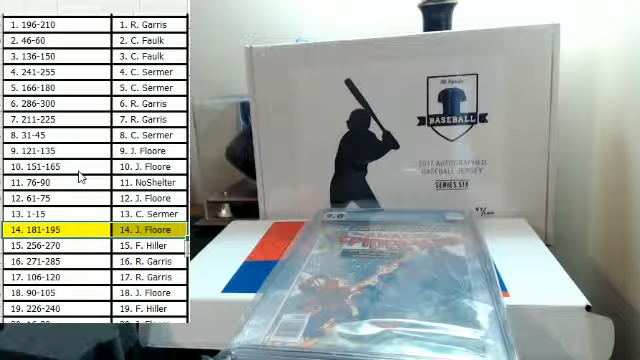 1. 196-210 1. R. Garris
2. 46-60 2. C. Faulk
3. 136-150 3. C. Faulk
4. 241-255 4. C. Sermer
5. 166-180 5. C. Sermer
6. 286-300 6. R. Garris
7. 211-225 7. R. Garris
8. 31-45 8. C. Sermer
9. 121-135 9. J. Floore
10. 151-165 10. J. Floore
11. 76-90 11. NoShelter
12. 61-75 12. J. Floore
13. 1-15 13. C. Sermer
14. 181-195 14. J. Floore
15. 256-270 15. F. Hiller
16. 271-285 16. R. Garris
17. 106-120 17. R. Garris
18. 90-105 18. J. Floore
19. 226-240 19. F. Hiller
BASEBALL
2017 AUTOGRAPHED
BASEBALL JERSEY
SERIES SIX
9.0